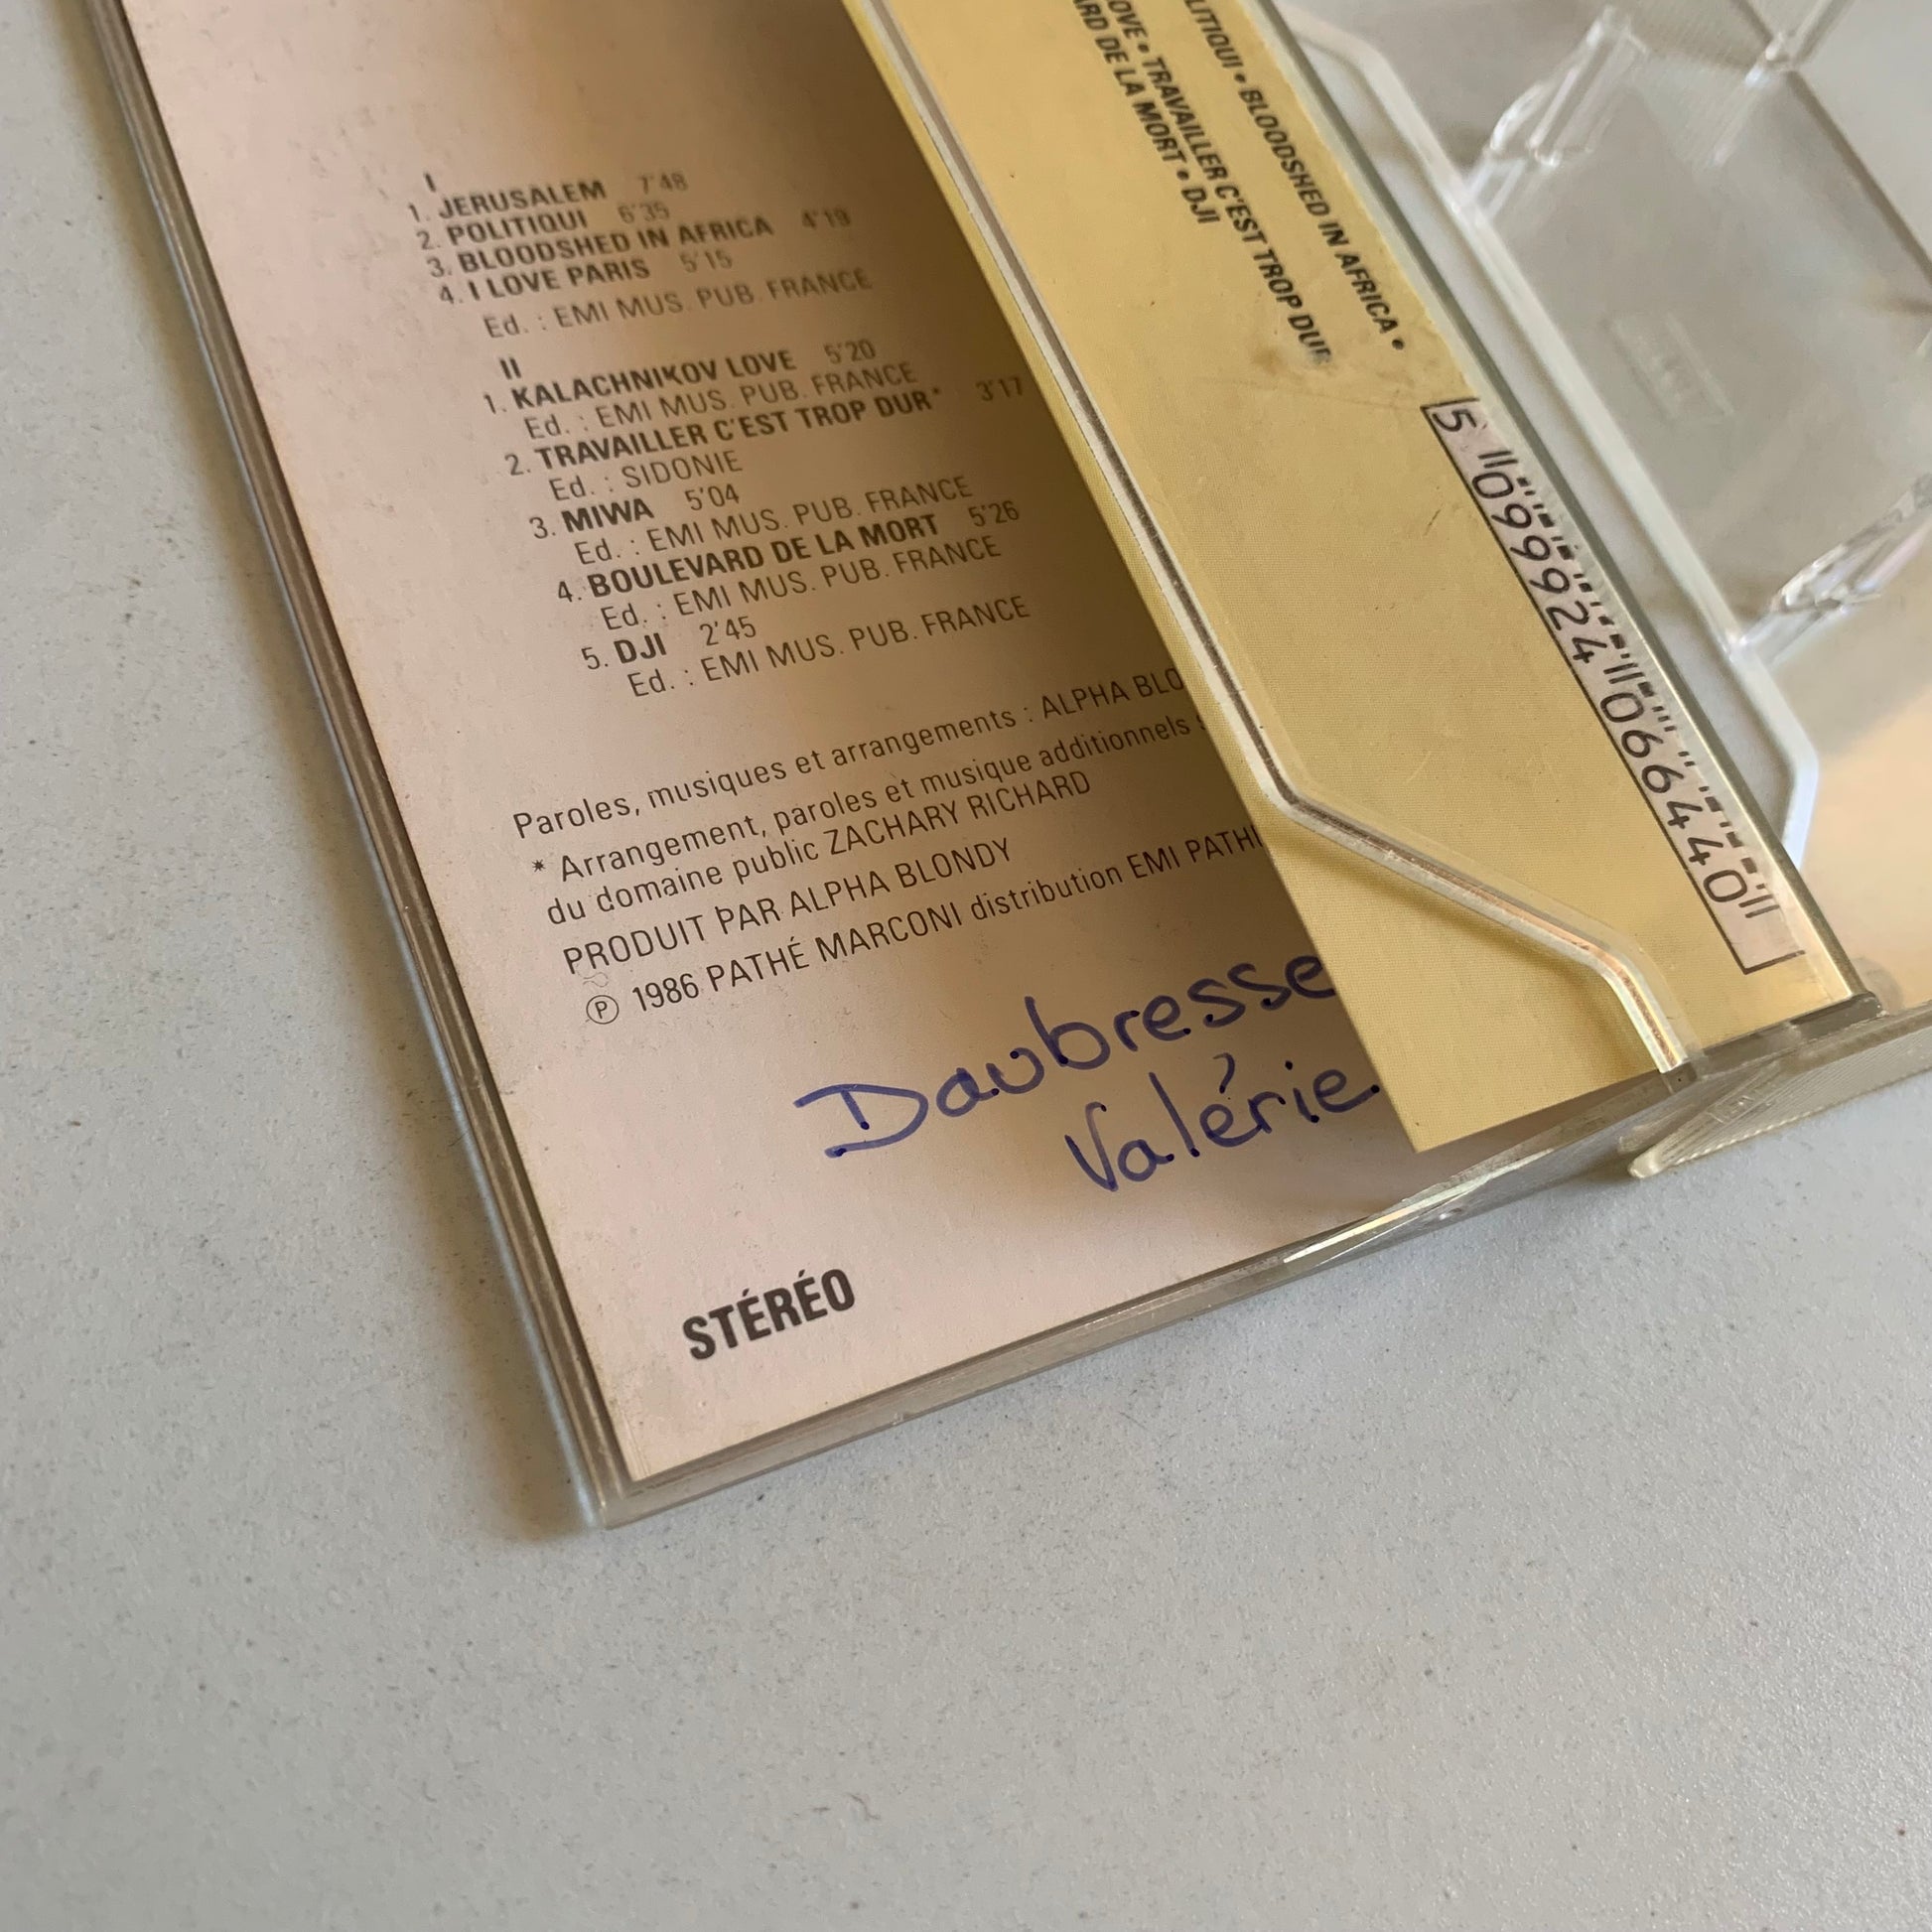 I
1. JERUSALEM 7'48
2. POLITIQUI 6'35
3. BLOODSHED IN AFRICA 4'19
4. I LOVE PARIS 5'15
Ed. : EMI MUS. PUB. FRANCE
II
1. KALACHNIKOV LOVE 5'20
Ed. : EMI MUS. PUB. FRANCE
2. TRAVAILLER C'EST TROP DUR* 3'17
Ed. : SIDONIE
3. MIWA 5'04
Ed. : EMI MUS. PUB. FRANCE
4. BOULEVARD DE LA MORT 5'26
Ed. : EMI MUS. PUB. FRANCE
5. DJI 2'45
Ed. : EMI MUS. PUB. FRANCE
Paroles, musiques et arrangements : ALPHA BLO
* Arrangement, paroles et musique additionnels
du domaine public ZACHARY RICHARD
PRODUIT PAR ALPHA BLONDY
℗ 1986 PATHÉ MARCONI distribution EMI PATH
Daubresse
Valérie
STÉRÉO
LITIQUI • BLOODSHED IN AFRICA •
OVE • TRAVAILLER C'EST TROP DUR
ARD DE LA MORT • DJI
5 099924 066440